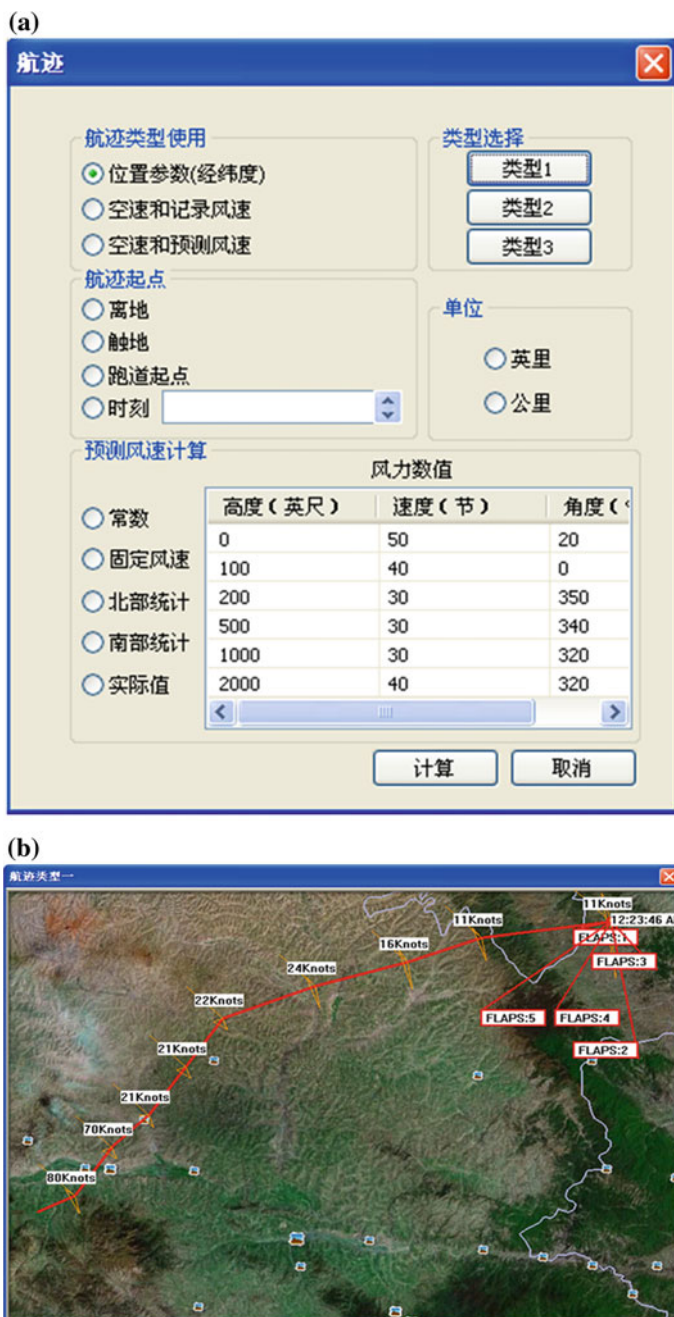 (a)
航迹
航迹类型使用
位置参数(经纬度)
空速和记录风速
空速和预测风速
类型选择
类型1
类型2
类型3
航迹起点
离地
触地
跑道起点
时刻
单位
英里
公里
预测风速计算
常数
固定风速
北部统计
南部统计
实际值
风力数值
高度(英尺) 速度(节) 角度(
0 50 20
100 40 0
200 30 350
500 30 340
1000 30 320
2000 40 320
计算 取消
(b)
航迹类型一
11Knots
12:23:46 A
FLAPS:1
FLAPS:3
11Knots
16Knots
24Knots
22Knots
FLAPS:5
FLAPS:4
FLAPS:2
21Knots
21Knots
70Knots
80Knots